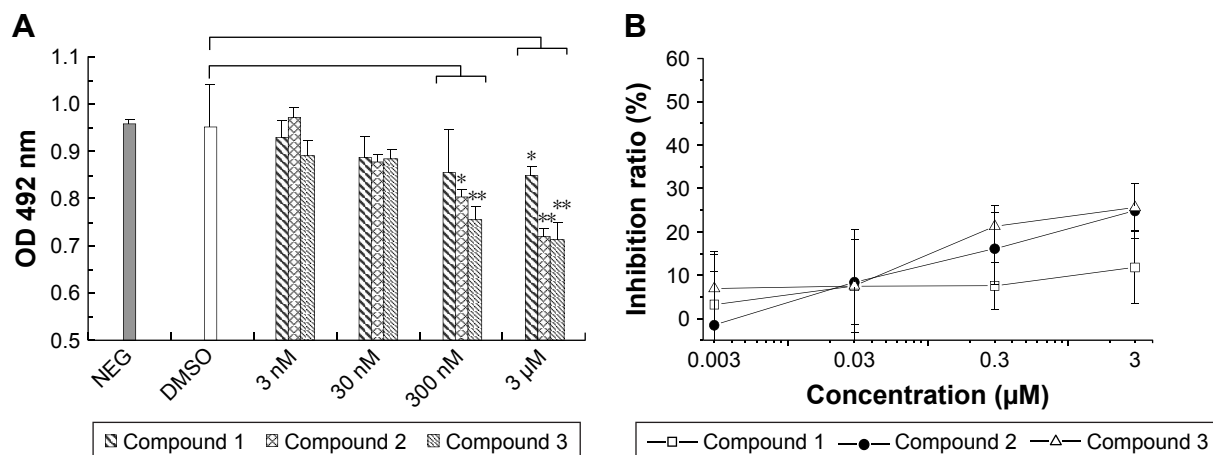 A
B
1.1
1.0
0.9
0.8
0.7
0.6
0.5
OD 492 nm
* ** * ** **
NEG DMSO 3 nM 30 nM 300 nM 3 µM
Compound 1 Compound 2 Compound 3
60
50
40
30
20
10
0
Inhibition ratio (%)
0.003 0.03 0.3 3
Concentration (µM)
Compound 1 Compound 2 Compound 3